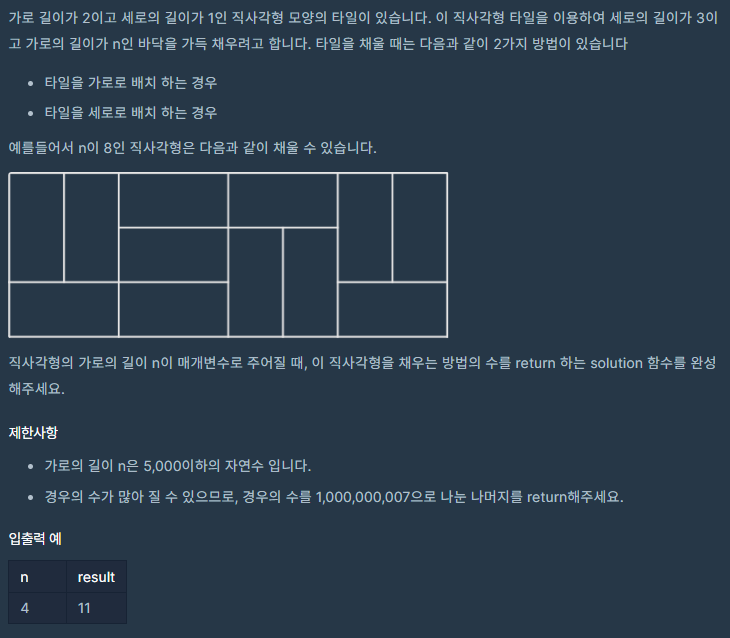 가로 길이가 2이고 세로의 길이가 1인 직사각형 모양의 타일이 있습니다. 이 직사각형 타일을 이용하여 세로의 길이가 3이
고 가로의 길이가 n인 바닥을 가득 채우려고 합니다. 타일을 채울 때는 다음과 같이 2가지 방법이 있습니다
• 타일을 가로로 배치 하는 경우
• 타일을 세로로 배치 하는 경우
예를들어서 n이 8인 직사각형은 다음과 같이 채울 수 있습니다.
직사각형의 가로의 길이 n이 매개변수로 주어질 때, 이 직사각형을 채우는 방법의 수를 return 하는 solution 함수를 완성
해주세요.
제한사항
• 가로의 길이 n은 5,000이하의 자연수 입니다.
• 경우의 수가 많아 질 수 있으므로, 경우의 수를 1,000,000,007으로 나눈 나머지를 return해주세요.
입출력 예
n result
4 11